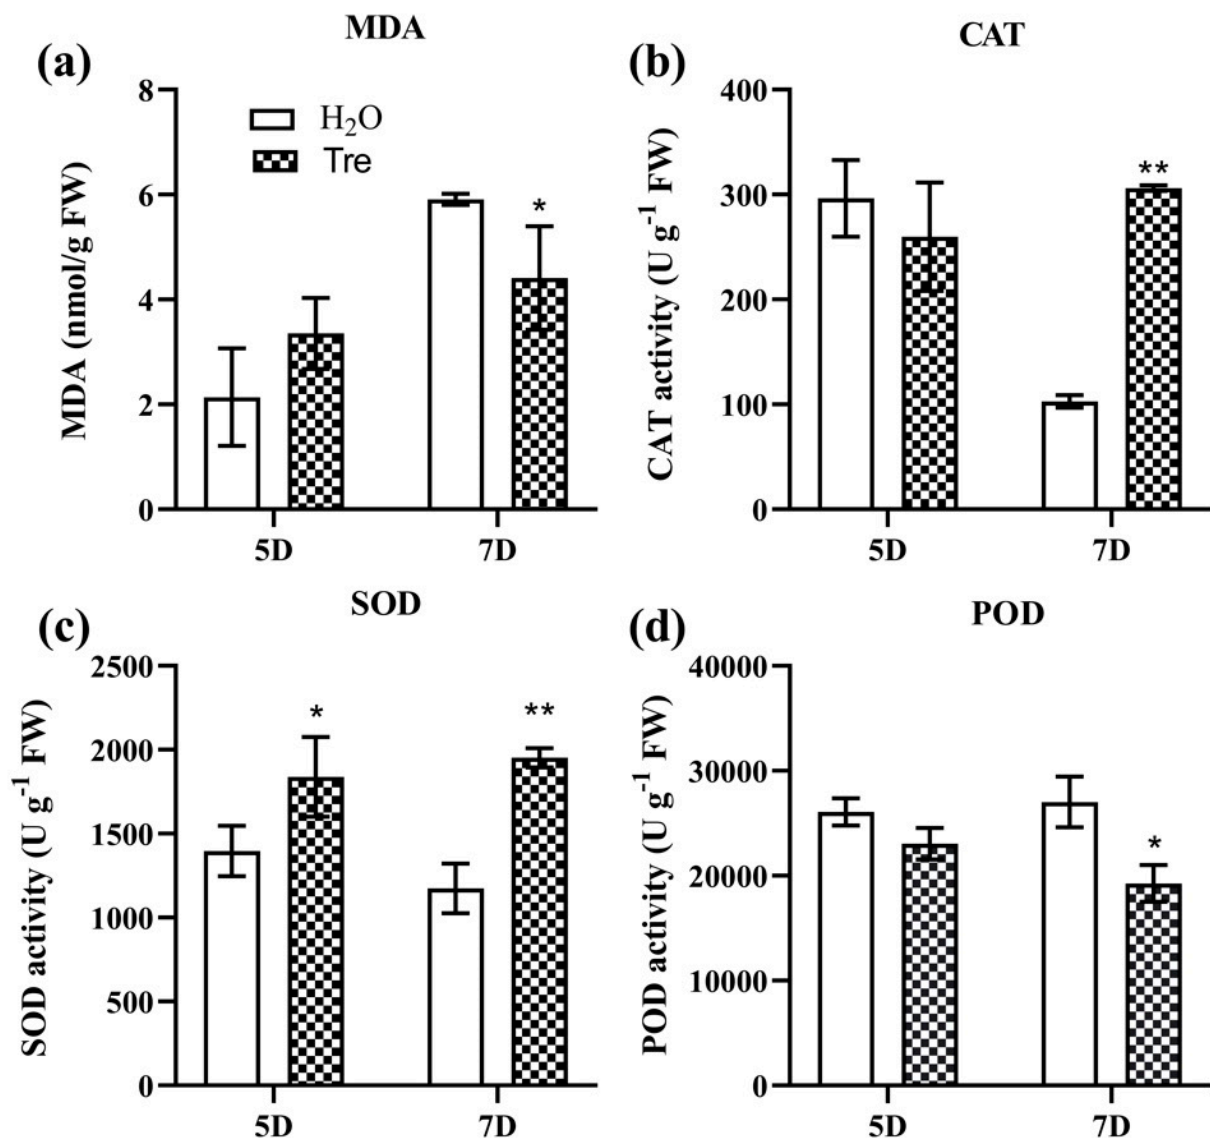 MDA
(a)
8
6
4
2
0
MDA (nmol/g FW)
H₂O
Tre
*
5D
7D
CAT
(b)
400
300
200
100
0
CAT activity (U g⁻¹ FW)
**
5D
7D
SOD
(c)
2500
2000
1500
1000
500
0
SOD activity (U g⁻¹ FW)
*
**
5D
7D
POD
(d)
40000
30000
20000
10000
0
POD activity (U g⁻¹ FW)
*
5D
7D